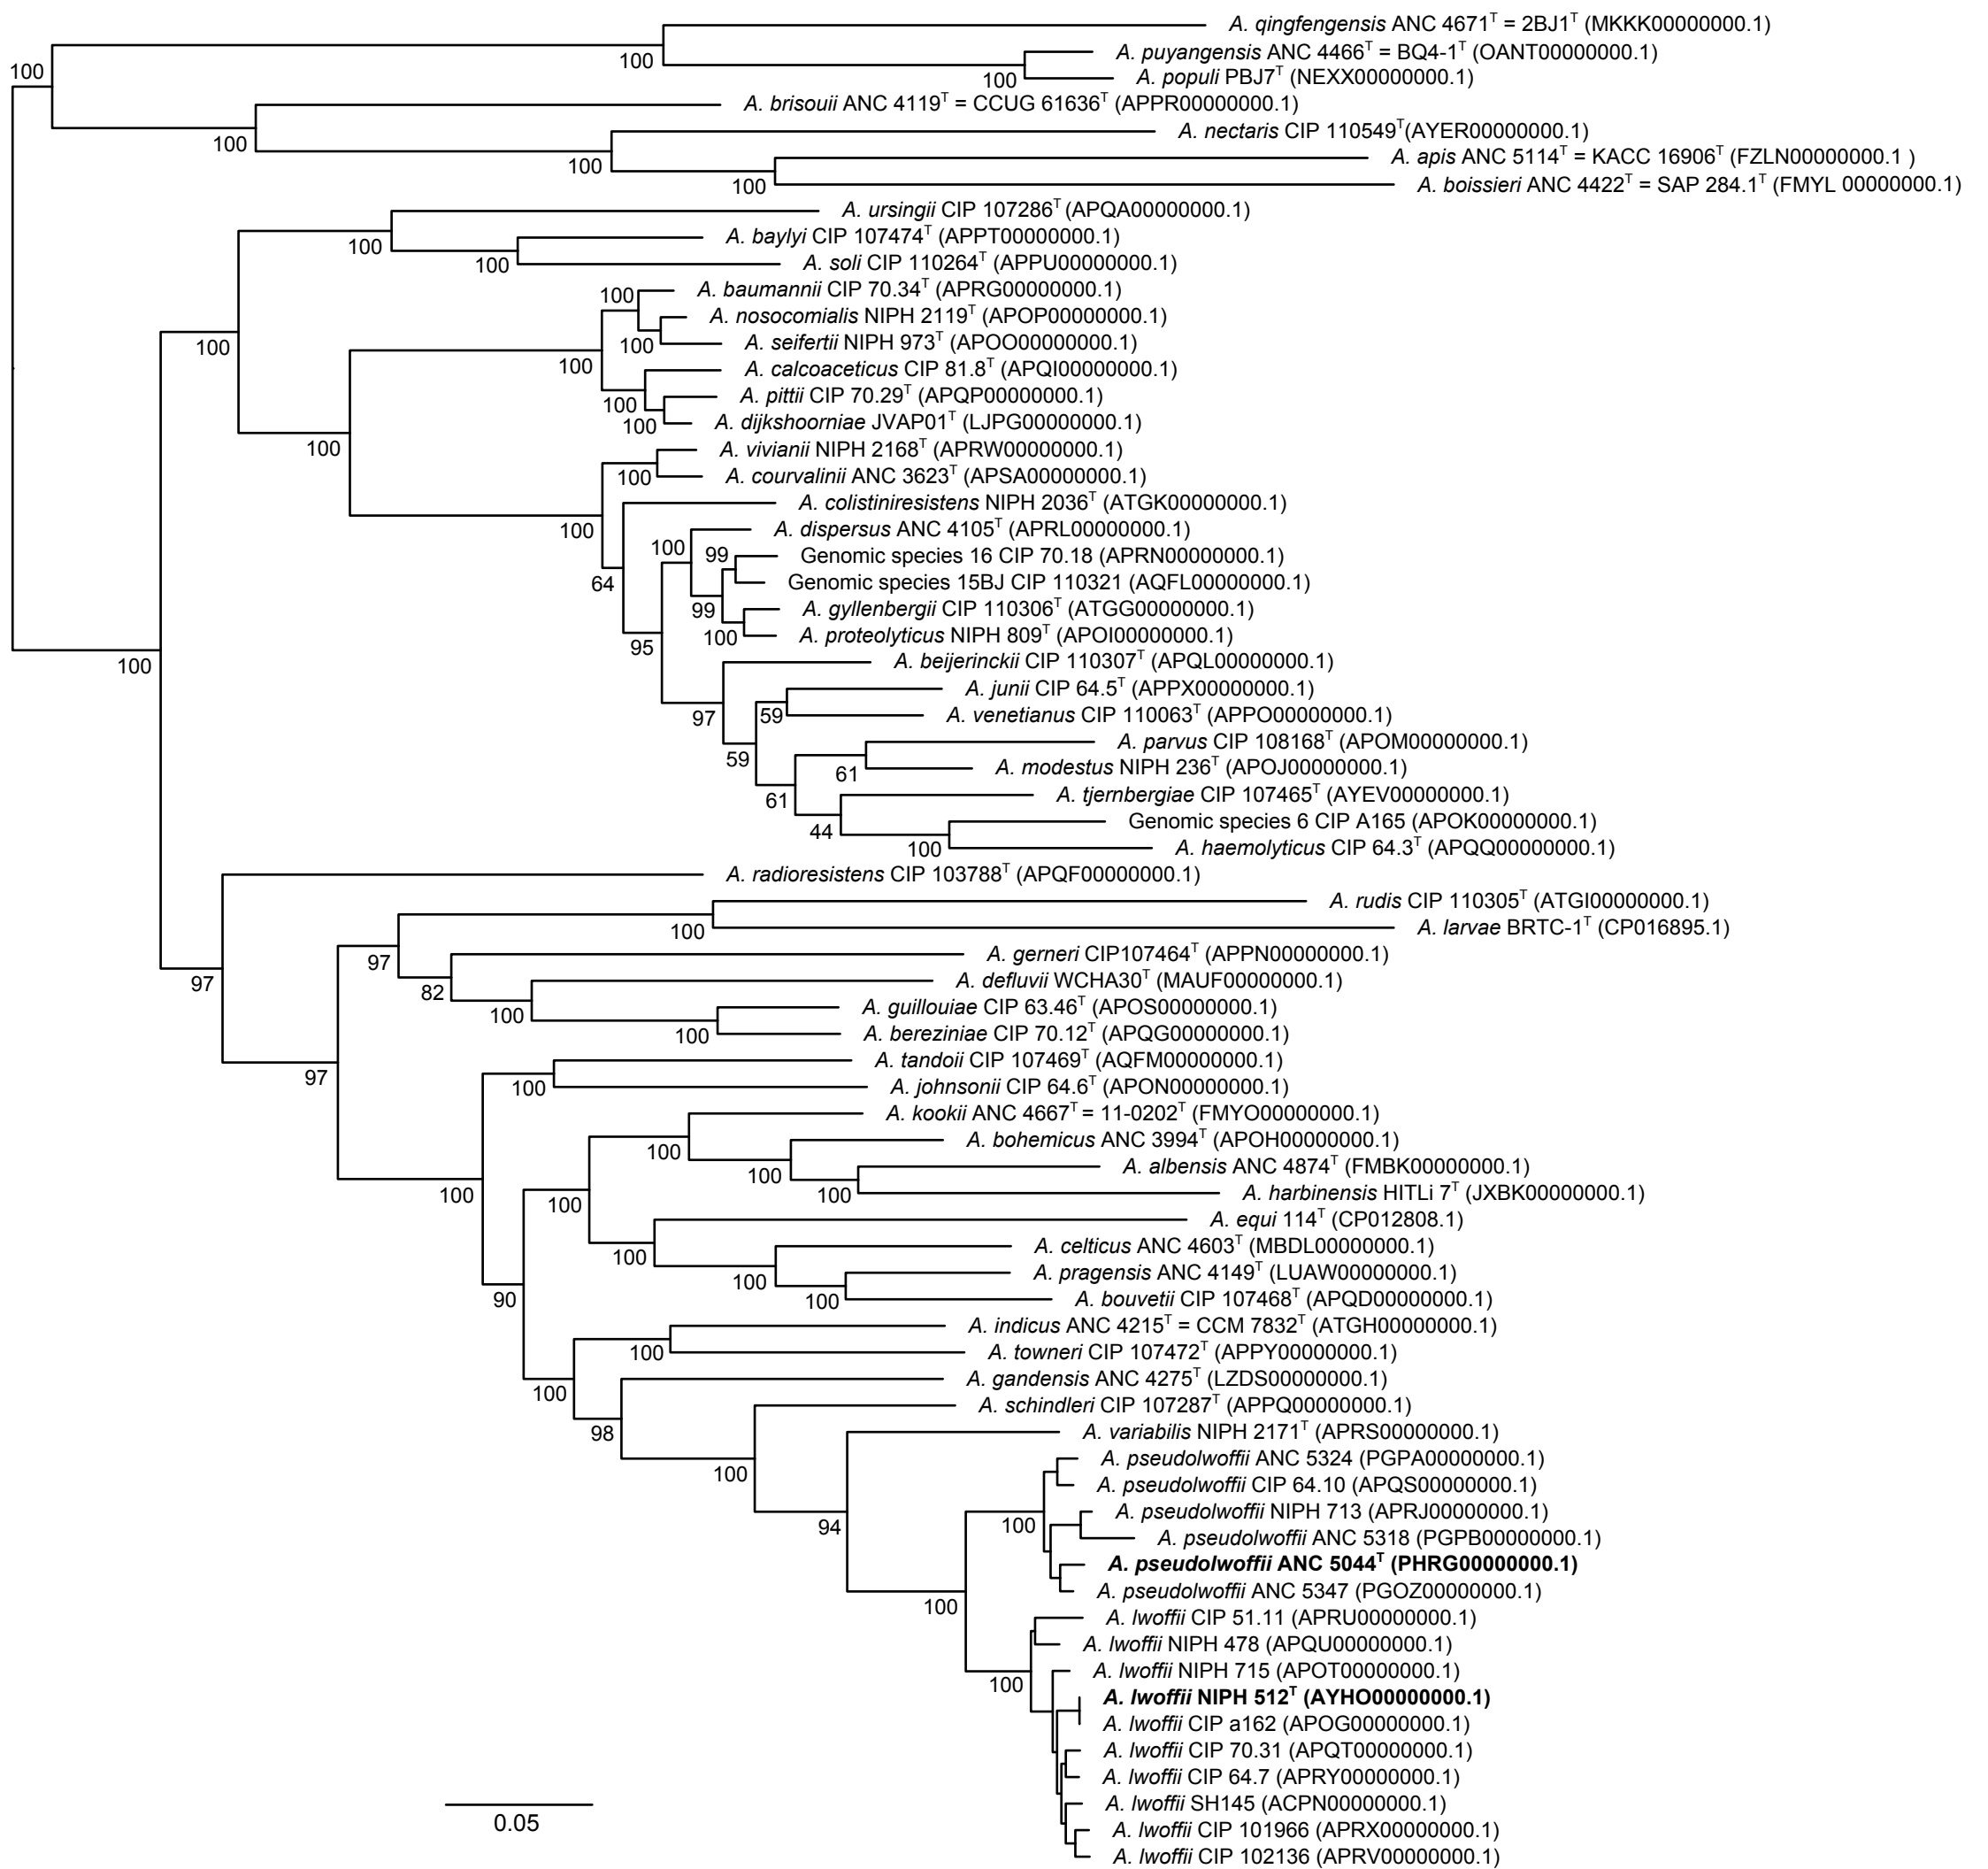 A. qingfengensis ANC 4671T = 2BJ1T (MKKK00000000.1)
100
A. puyangensis ANC 4466T = BQ4-1T (OANT00000000.1)
100
A. populi PBJ7T (NEXX00000000.1)
100
A. brisouii ANC 4119T = CCUG 61636T (APPR00000000.1)
A. nectaris CIP 110549T(AYER00000000.1)
100
A. apis ANC 5114T = KACC 16906T (FZLN00000000.1 )
100
A. boissieri ANC 4422T = SAP 284.1T (FMYL 00000000.1)
100
A. ursingii CIP 107286T (APQA00000000.1)
A. baylyi CIP 107474T (APPT00000000.1)
100
A. soli CIP 110264T (APPU00000000.1)
100
A. baumannii CIP 70.34T (APRG00000000.1)
100
A. nosocomialis NIPH 2119T (APOP00000000.1)
A. seifertii NIPH 973T (APOO00000000.1)
100
100
A. calcoaceticus CIP 81.8T (APQI00000000.1)
100
A. pittii CIP 70.29T (APQP00000000.1)
100
A. dijkshoorniae JVAP01T (LJPG00000000.1)
100
A. vivianii NIPH 2168T (APRW00000000.1)
100
A. courvalinii ANC 3623T (APSA00000000.1)
100
A. colistiniresistens NIPH 2036T (ATGK00000000.1)
100
A. dispersus ANC 4105T (APRL00000000.1)
100
99
Genomic species 16 CIP 70.18 (APRN00000000.1)
64
Genomic species 15BJ CIP 110321 (AQFL00000000.1)
99
A. gyllenbergii CIP 110306T (ATGG00000000.1)
100
A. proteolyticus NIPH 809T (APOI00000000.1)
95
100
A. beijerinckii CIP 110307T (APQL00000000.1)
A. junii CIP 64.5T (APPX00000000.1)
97
59
A. venetianus CIP 110063T (APPO00000000.1)
59
A. parvus CIP 108168T (APOM00000000.1)
61
A. modestus NIPH 236T (APOJ00000000.1)
61
A. tjernbergiae CIP 107465T (AYEV00000000.1)
44
Genomic species 6 CIP A165 (APOK00000000.1)
100
A. haemolyticus CIP 64.3T (APQQ00000000.1)
A. radioresistens CIP 103788T (APQF00000000.1)
A. rudis CIP 110305T (ATGI00000000.1)
100
A. larvae BRTC-1T (CP016895.1)
97
97
A. gerneri CIP107464T (APPN00000000.1)
82
A. defluvii WCHA30T (MAUF00000000.1)
100
A. guillouiae CIP 63.46T (APOS00000000.1)
100
A. bereziniae CIP 70.12T (APQG00000000.1)
97
A. tandoii CIP 107469T (AQFM00000000.1)
100
A. johnsonii CIP 64.6T (APON00000000.1)
A. kookii ANC 4667T = 11-0202T (FMYO00000000.1)
100
A. bohemicus ANC 3994T (APOH00000000.1)
100
A. albensis ANC 4874T (FMBK00000000.1)
100
100
100
A. harbinensis HITLi 7T (JXBK00000000.1)
A. equi 114T (CP012808.1)
100
A. celticus ANC 4603T (MBDL00000000.1)
100
A. pragensis ANC 4149T (LUAW00000000.1)
90
100
A. bouvetii CIP 107468T (APQD00000000.1)
A. indicus ANC 4215T = CCM 7832T (ATGH00000000.1)
100
A. towneri CIP 107472T (APPY00000000.1)
100
A. gandensis ANC 4275T (LZDS00000000.1)
98
A. schindleri CIP 107287T (APPQ00000000.1)
A. variabilis NIPH 2171T (APRS00000000.1)
100
A. pseudolwoffii ANC 5324 (PGPA00000000.1)
A. pseudolwoffii CIP 64.10 (APQS00000000.1)
94
100
A. pseudolwoffii NIPH 713 (APRJ00000000.1)
A. pseudolwoffii ANC 5318 (PGPB00000000.1)
A. pseudolwoffii ANC 5044T (PHRG00000000.1)
100
A. pseudolwoffii ANC 5347 (PGOZ00000000.1)
A. lwoffii CIP 51.11 (APRU00000000.1)
A. lwoffii NIPH 478 (APQU00000000.1)
100
A. lwoffii NIPH 715 (APOT00000000.1)
A. lwoffii NIPH 512T (AYHO00000000.1)
A. lwoffii CIP a162 (APOG00000000.1)
A. lwoffii CIP 70.31 (APQT00000000.1)
A. lwoffii CIP 64.7 (APRY00000000.1)
A. lwoffii SH145 (ACPN00000000.1)
0.05
A. lwoffii CIP 101966 (APRX00000000.1)
A. lwoffii CIP 102136 (APRV00000000.1)